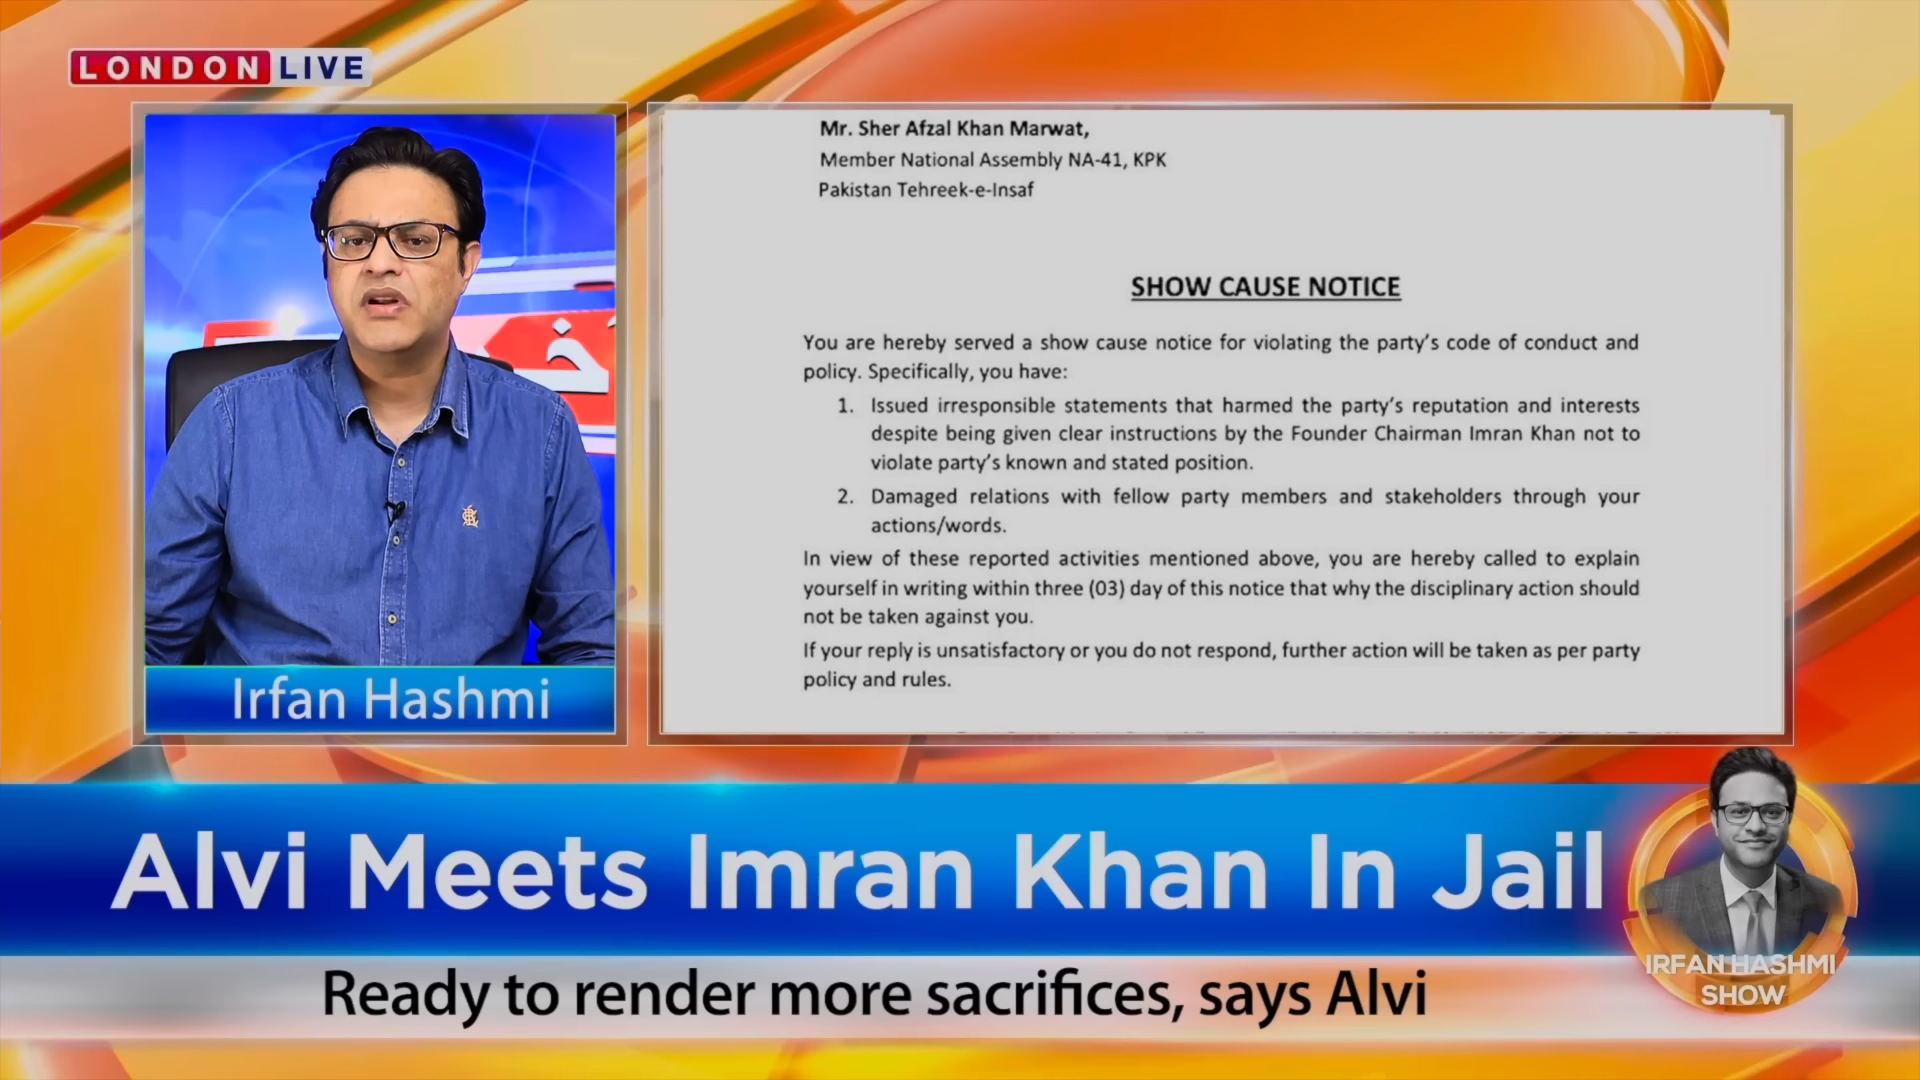 LONDON LIVE
Mr. Sher Afzal Khan Marwat,
Member National Assembly NA-41, KPK
Pakistan Tehreek-e-Insaf
SHOW CAUSE NOTICE
You are hereby served a show cause notice for violating the party's code of conduct and
policy. Specifically, you have:
1. Issued irresponsible statements that harmed the party's reputation and interests
despite being given clear instructions by the Founder Chairman Imran Khan not to
violate party's known and stated position.
2. Damaged relations with fellow party members and stakeholders through your
actions/words.
In view of these reported activities mentioned above, you are hereby called to explain
yourself in writing within three (03) day of this notice that why the disciplinary action should
not be taken against you.
If your reply is unsatisfactory or you do not respond, further action will be taken as per party
policy and rules.
Irfan Hashmi
Alvi Meets Imran Khan In Jail
IRFAN HASHMI
SHOW
Ready to render more sacrifices, says Alvi